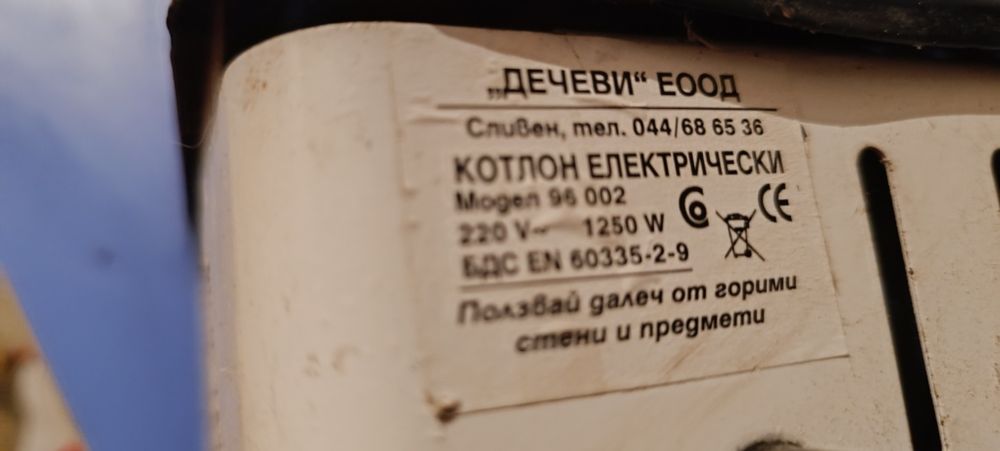 „ДЕЧЕВИ“ ЕООД
Сливен, тел. 044/68 65 36
КОТЛОН ЕЛЕКТРИЧЕСКИ
Модел 96 002
220 V~ 1250 W
БДС EN 60335-2-9
Ползвай далеч от горими
стени и предмети